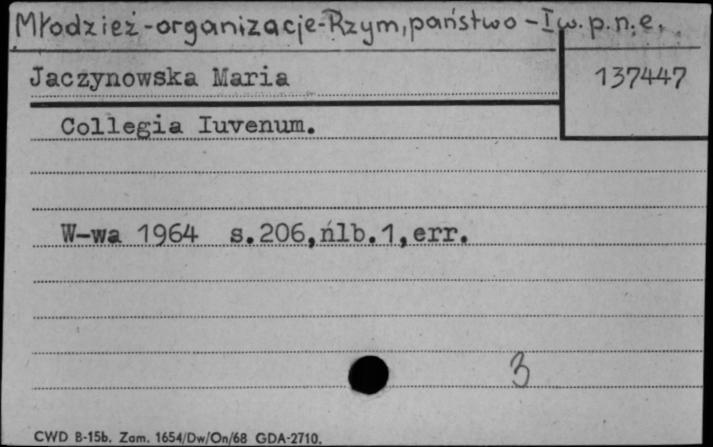 Młodzież-organizacje-Rzym,państwo-I w.p.n.e.
Jaczynowska Maria
137447
Collegia Iuvenum.
W-wa 1964 s.206,nlb.1,err.
3
CWD B-15b. Zam. 1654/Dw/On/68 GDA-2710.